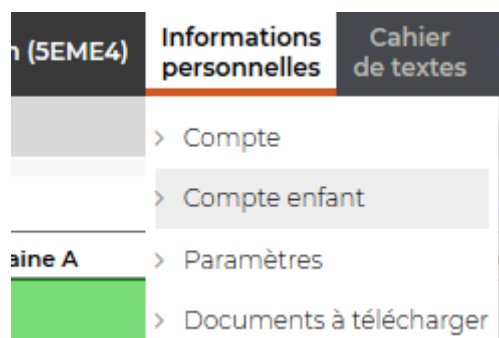 n (5EME4)
Informations
personnelles
Cahier
de textes
> Compte
> Compte enfant
aine A
> Paramètres
> Documents à télécharger